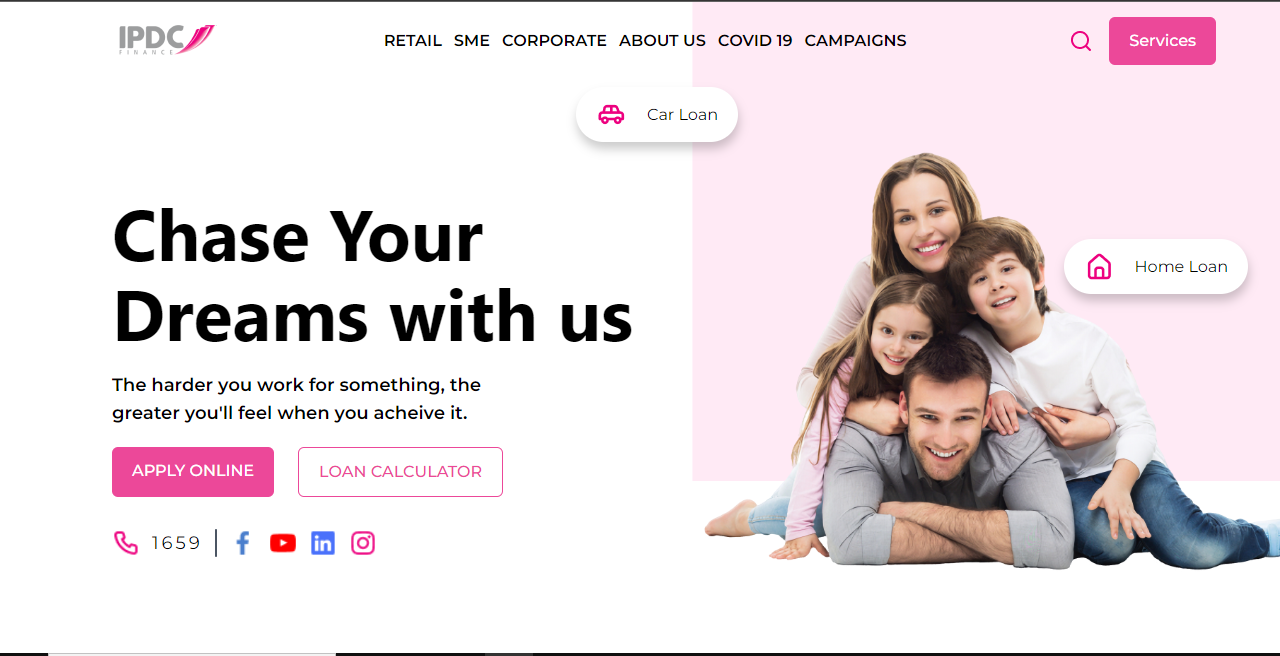 IPDC
FINANCE
RETAIL SME CORPORATE ABOUT US COVID 19 CAMPAIGNS
Services
Car Loan
Chase Your
Dreams with us
Home Loan
The harder you work for something, the
greater you'll feel when you acheive it.
APPLY ONLINE
LOAN CALCULATOR
1659